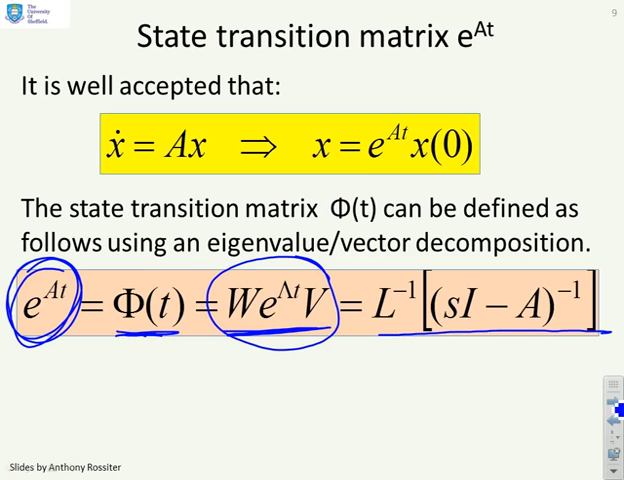 The
University
Of
Sheffield.
9
State transition matrix e^{At}
It is well accepted that:
ẋ = Ax ⇒ x = e^{At}x(0)
The state transition matrix Φ(t) can be defined as
follows using an eigenvalue/vector decomposition.
e^{At} = Φ(t) = We^{Λt}V = L^{-1}[(sI − A)^{-1}]
Slides by Anthony Rossiter